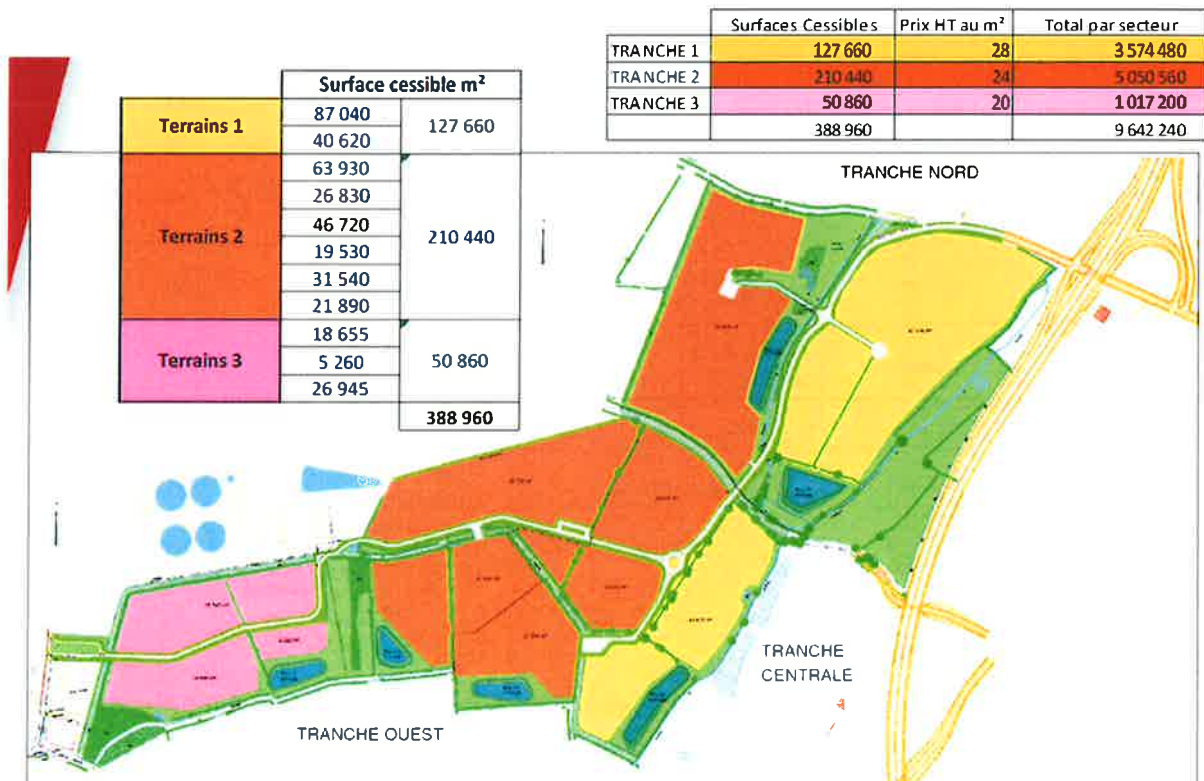 Surfaces Cessibles Prix HT au m² Total par secteur
TRANCHE 1 127 660 28 3 574 480
TRANCHE 2 210 440 24 5 050 560
TRANCHE 3 50 860 20 1 017 200
388 960 9 642 240
Surface cessible m²
Terrains 1 87 040 127 660
40 620
Terrains 2 63 930 210 440
26 830
46 720
19 530
31 540
21 890
Terrains 3 18 655 50 860
5 260
26 945
388 960
TRANCHE NORD
TRANCHE
CENTRALE
TRANCHE OUEST